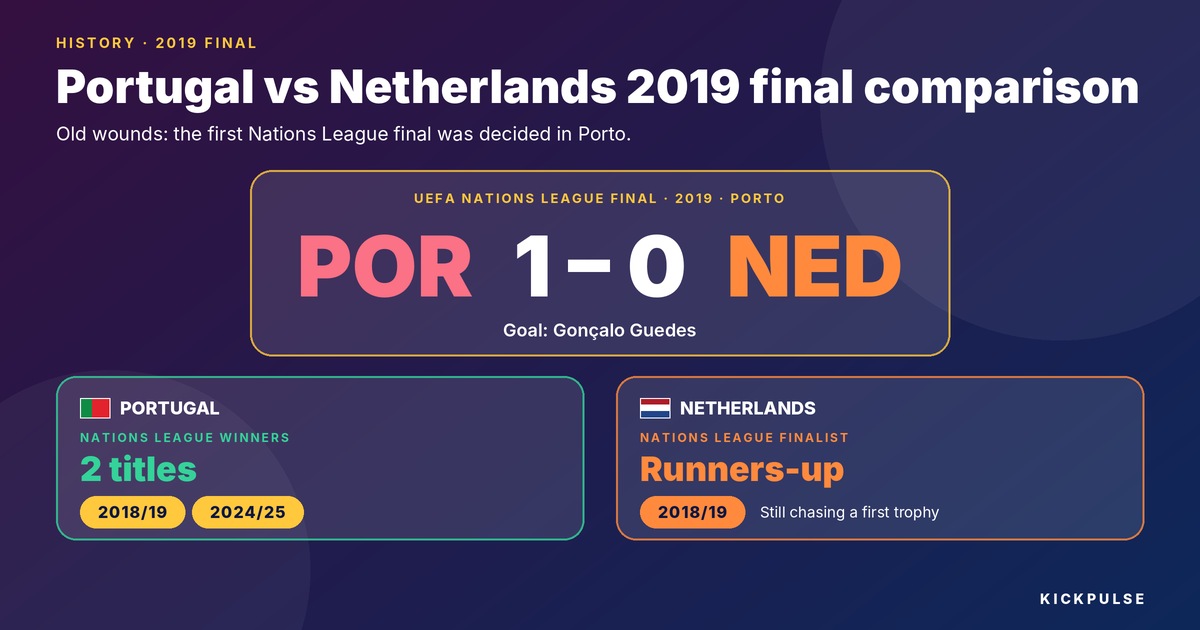 HISTORY · 2019 FINAL
Portugal vs Netherlands 2019 final comparison
Old wounds: the first Nations League final was decided in Porto.
UEFA NATIONS LEAGUE FINAL · 2019 · PORTO
POR 1 – 0 NED
Goal: Gonçalo Guedes
PORTUGAL
NATIONS LEAGUE WINNERS
2 titles
2018/19 2024/25
NETHERLANDS
NATIONS LEAGUE FINALIST
Runners-up
2018/19 Still chasing a first trophy
KICKPULSE